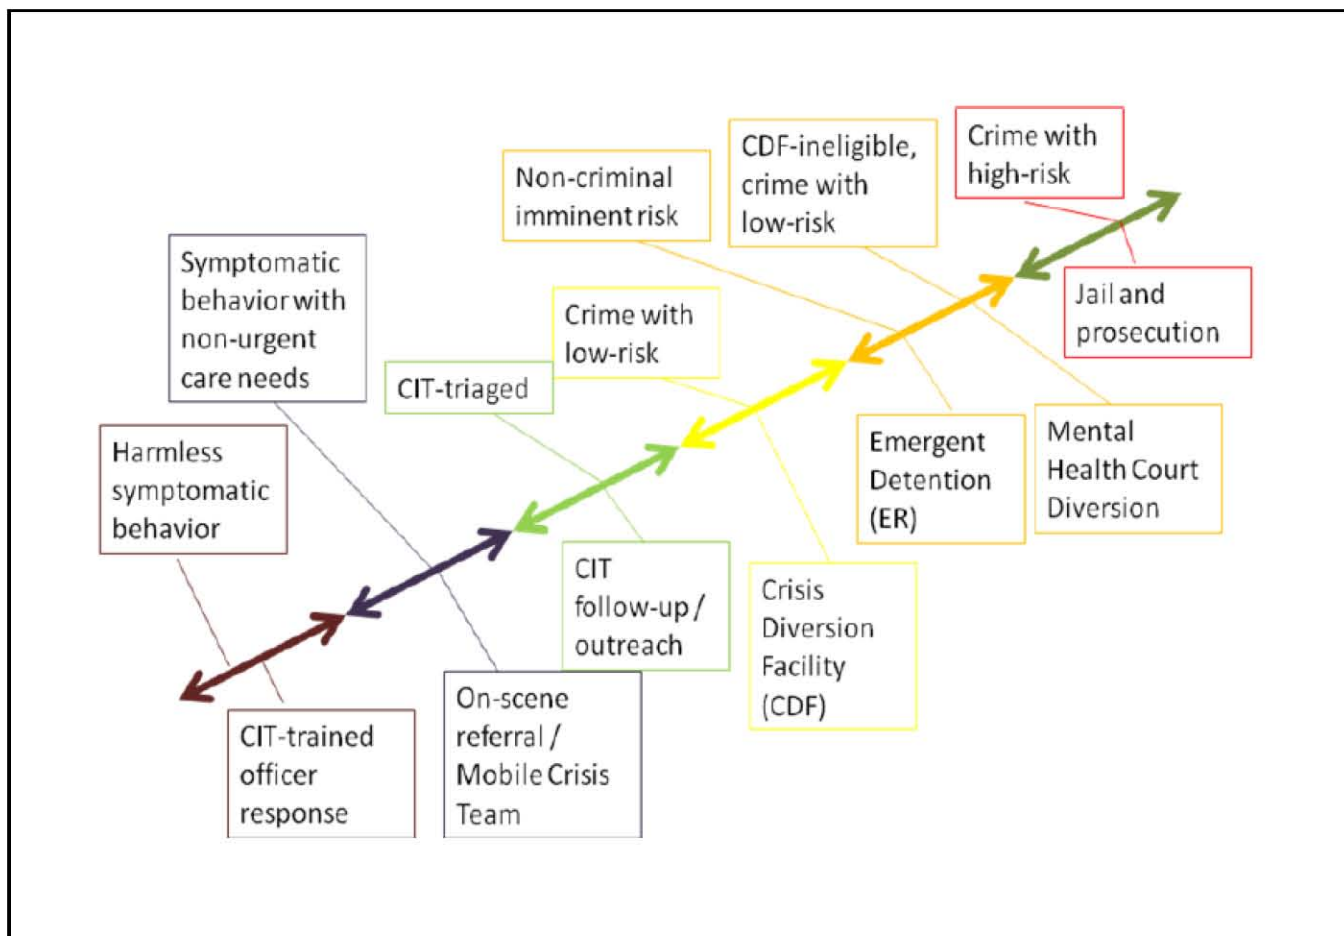 Crime with
high-risk
CDF-ineligible,
crime with
low-risk
Non-criminal
imminent risk
Symptomatic
behavior with
non-urgent
care needs
Crime with
low-risk
Jail and
prosecution
CIT-triaged
Harmless
symptomatic
behavior
Emergent
Detention
(ER)
Mental
Health Court
Diversion
CIT
follow-up /
outreach
Crisis
Diversion
Facility
(CDF)
On-scene
referral /
Mobile Crisis
Team
CIT-trained
officer
response